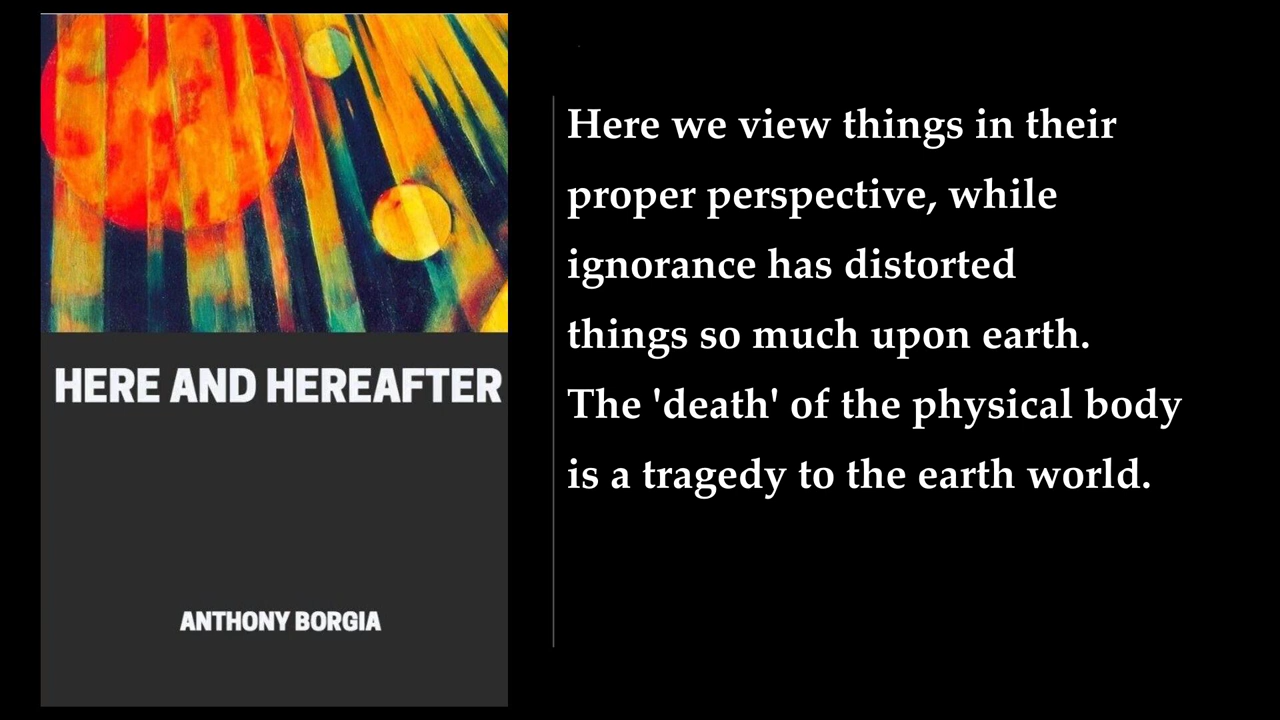 HERE AND HEREAFTER
ANTHONY BORGIA
Here we view things in their
proper perspective, while
ignorance has distorted
things so much upon earth.
The 'death' of the physical body
is a tragedy to the earth world.